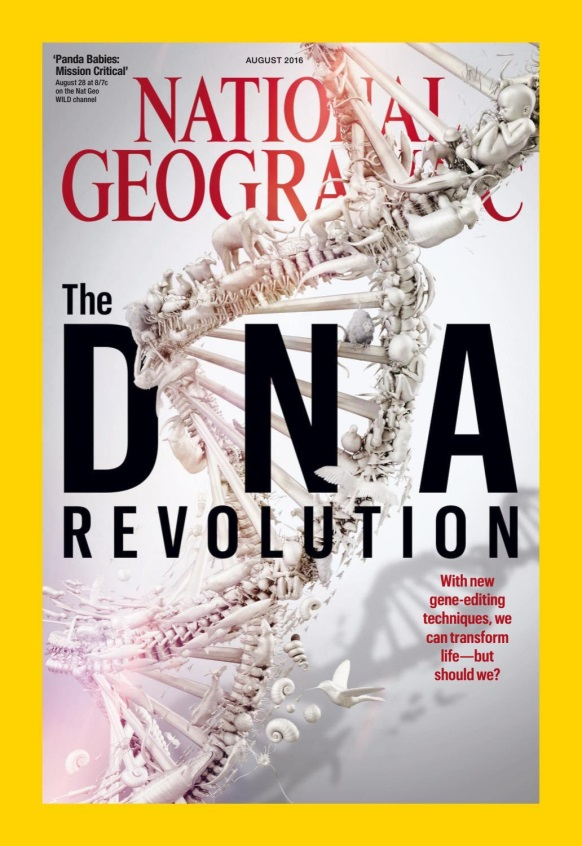 'Panda Babies:
Mission Critical'
August 28 at 8/7c
on the Nat Geo
WILD channel
AUGUST 2016
NATIONAL
GEOGRAPHIC
The
DNA
REVOLUTION
With new
gene-editing
techniques, we
can transform
life—but
should we?